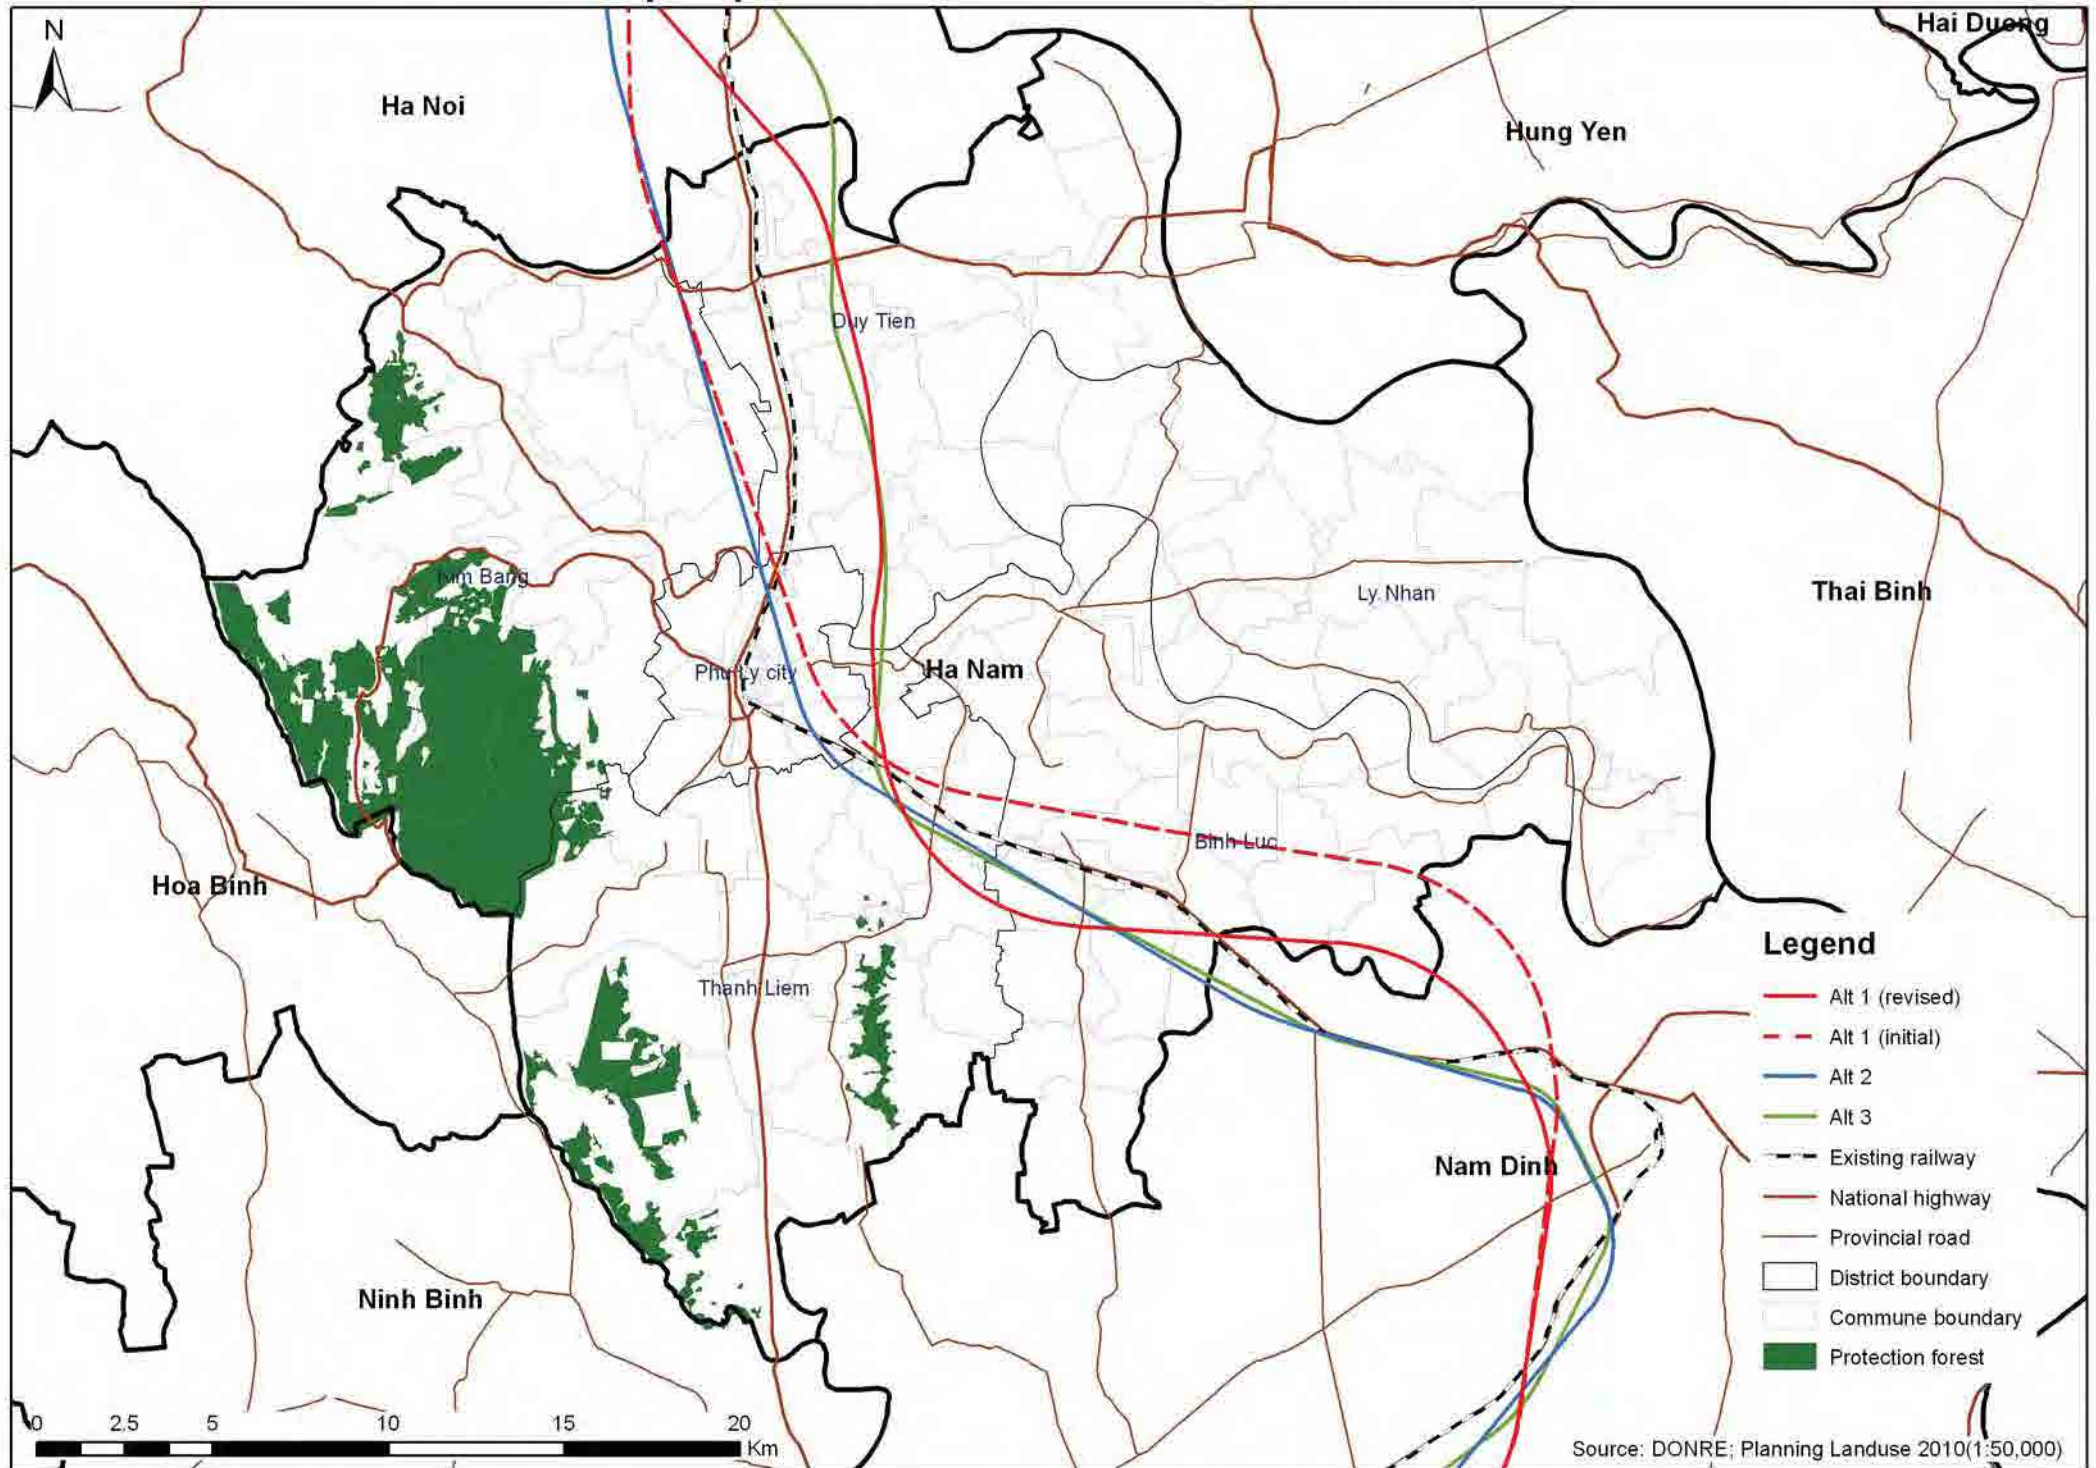 N
Hai Duong
Ha Noi
Hung Yen
Duy Tien
Kim Bang
Ly Nhan
Thai Binh
Phu Ly city
Ha Nam
Binh Luc
Hoa Binh
Thanh Liem
Nam Dinh
Ninh Binh
Legend
Alt 1 (revised)
Alt 1 (initial)
Alt 2
Alt 3
Existing railway
National highway
Provincial road
District boundary
Commune boundary
Protection forest
0 2.5 5 10 15 20
Km
Source: DONRE; Planning Landuse 2010(1:50,000)